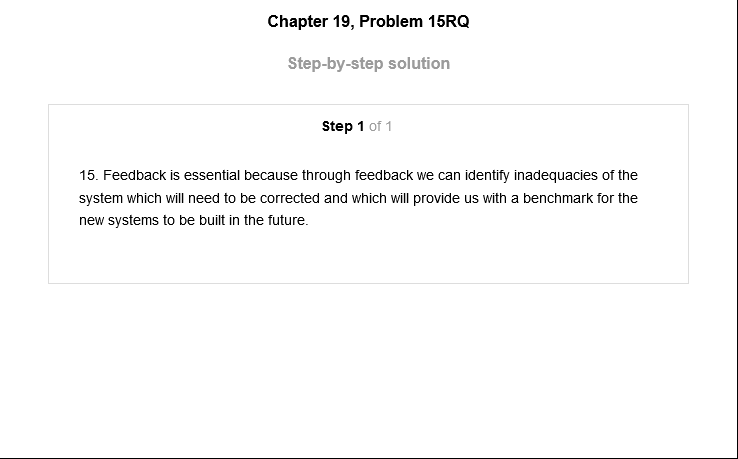 Chapter 19, Problem 15RQ
Step-by-step solution
Step 1 of 1
15. Feedback is essential because through feedback we can identify inadequacies of the
system which will need to be corrected and which will provide us with a benchmark for the
new systems to be built in the future.